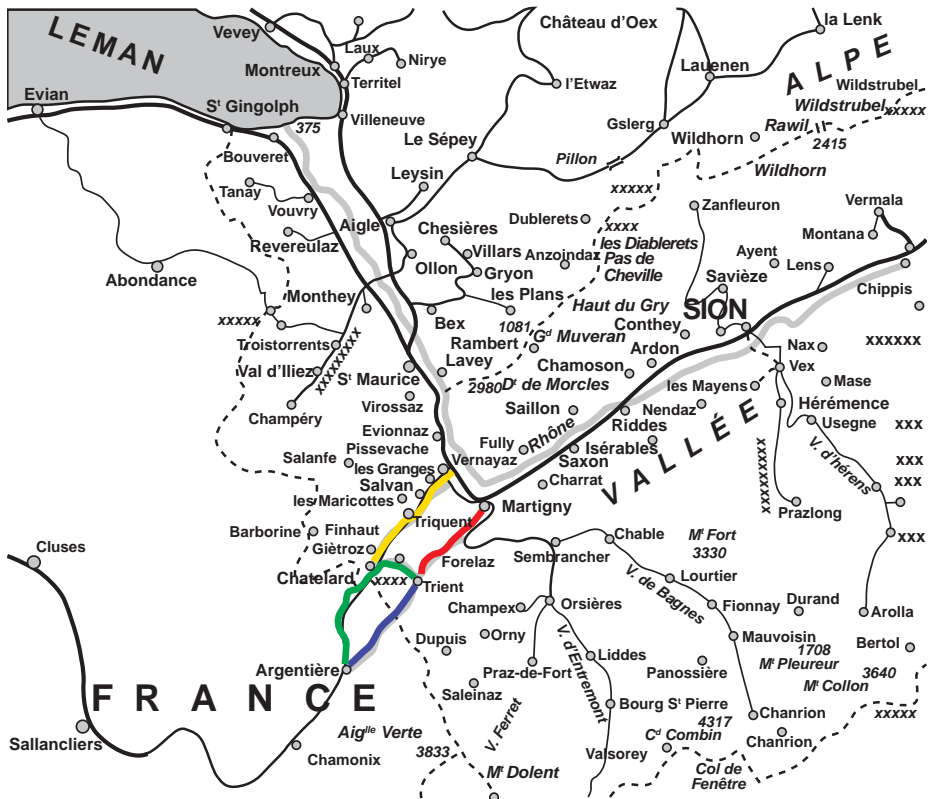 Château d'Oex
la Lenk
Vevey
Laux
Nirye
LEMAN
Montreux
Territel
Lauenen
ALPE
Evian
Sᵗ Gingolph
l'Etwaz
Wildstrubel
Wildstrubel
xxxxx
375
Villeneuve
Gslerg
Rawil
Wildhorn
2415
Bouveret
Le Sépey
Pillon
Wildhorn
Tanay
Leysin
xxxxx
Vouvry
Zanfleuron
Vermala
Aigle
Dublerets
xxxx
Montana
Revereulaz
Chesières
les Diablerets
Pas de
Cheville
Villars
Anzoindaz
Ayent
Lens
Abondance
Ollon
Gryon
Savièze
Chippis
Monthey
les Plans
Haut du Gry
SION
xxxxx
Bex
1081
Gᵈ Muveran
Conthey
xxxxxx
Troistorrents
xxxxxxxxx
Rambert
Lavey
Ardon
Nax
Val d'Iliez
Sᵗ Maurice
Chamoson
Vex
2980
Dᵗ de Morcles
les Mayens
Mase
Champéry
Virossaz
Saillon
Nendaz
Hérémence
Riddes
Usegne
xxx
Evionnaz
Fully
Rhône
Isérables
VALLÉE
Pissevache
Vernayaz
Saxon
xxxxxxxxx
V. d'hérens
xxx
Salanfe
les Granges
Charrat
xxx
Salvan
les Maricottes
Martigny
Prazlong
Triquent
Barborine
Finhaut
Chable
Mᵗ Fort
3330
xxx
Giètroz
Forelaz
Sembrancher
Cluses
Chatelard
xxxx
Trient
V. de Bagnes
Lourtier
Champex
Orsières
Fionnay
Durand
Arolla
Dupuis
Orny
V. d'Entremont
Mauvoisin
1708
Bertol
Argentière
Praz-de-Fort
Liddes
Panossière
Mᵗ Pleureur
3640
FRANCE
Saleinaz
Mᵗ Collon
V. Ferret
Bourg Sᵗ Pierre
4317
Chanrion
xxxxx
Sallancliers
Aigˡˡᵉ Verte
Cᵈ Combin
Chanrion
Chamonix
3833
Valsorey
Col de
Fenêtre
Mᵗ Dolent